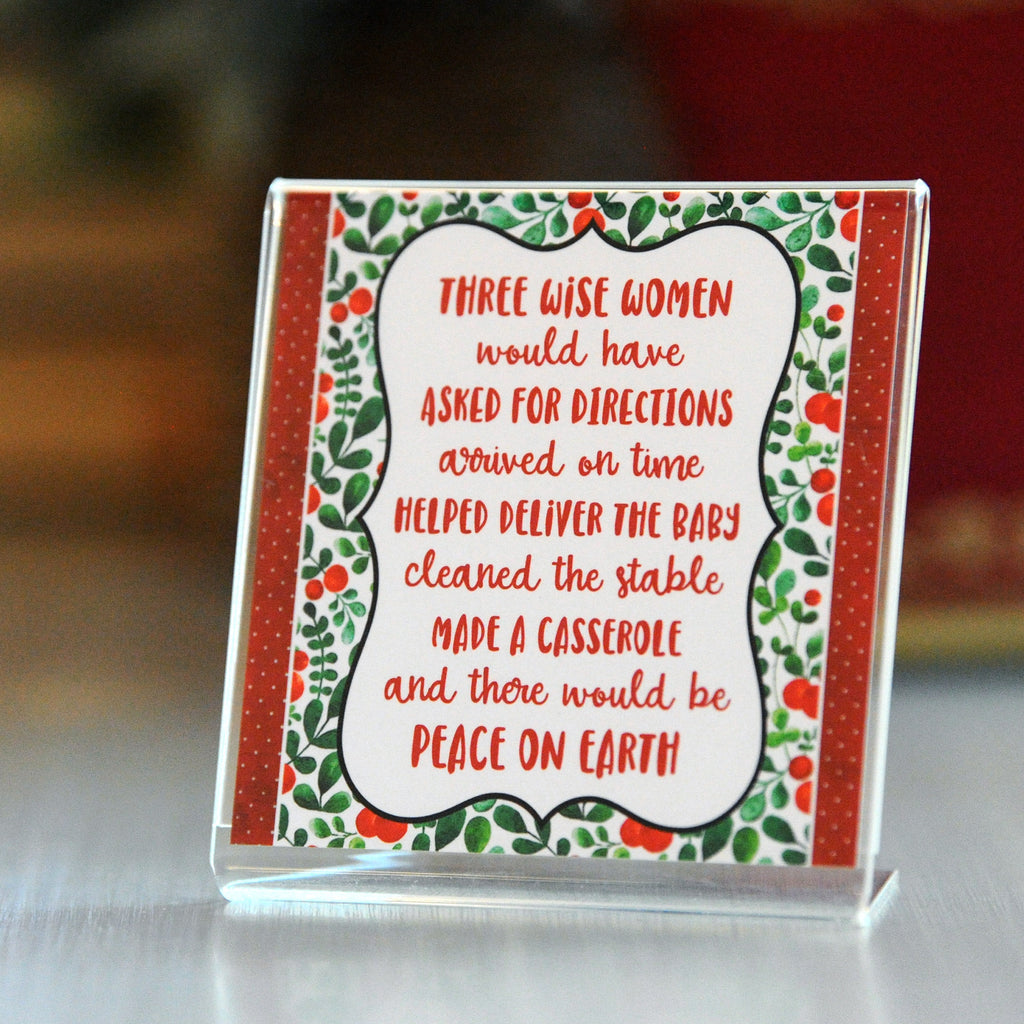 THREE WiSE WOMEN
would have
ASKED FOR DIRECTIONS
arrived on time
HELPED DELiVER THE BABY
cleaned the stable
MADE A CASSEROLE
and there would be
PEACE ON EARTH